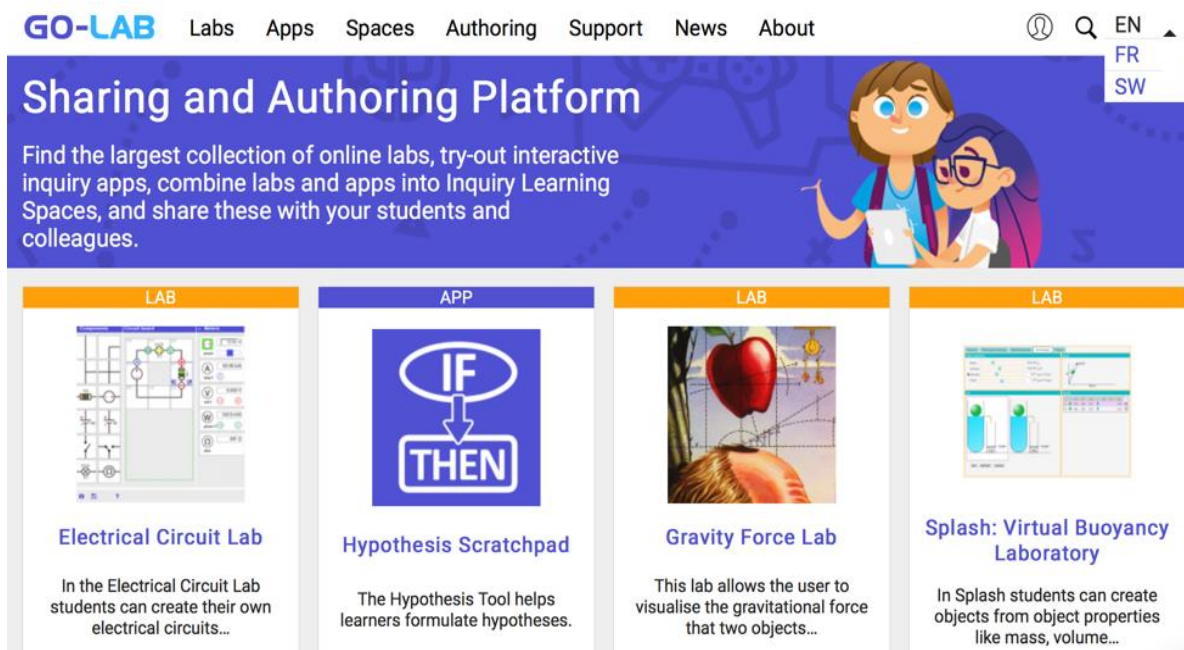 GO-LAB Labs Apps Spaces Authoring Support News About EN
FR
SW
Sharing and Authoring Platform
Find the largest collection of online labs, try-out interactive
inquiry apps, combine labs and apps into Inquiry Learning
Spaces, and share these with your students and
colleagues.
LAB
Components Circuit board Meters
A
V
W
Ω
Electrical Circuit Lab
In the Electrical Circuit Lab
students can create their own
electrical circuits...
APP
IF
THEN
Hypothesis Scratchpad
The Hypothesis Tool helps
learners formulate hypotheses.
LAB
Gravity Force Lab
This lab allows the user to
visualise the gravitational force
that two objects...
LAB
Splash: Virtual Buoyancy
Laboratory
In Splash students can create
objects from object properties
like mass, volume...